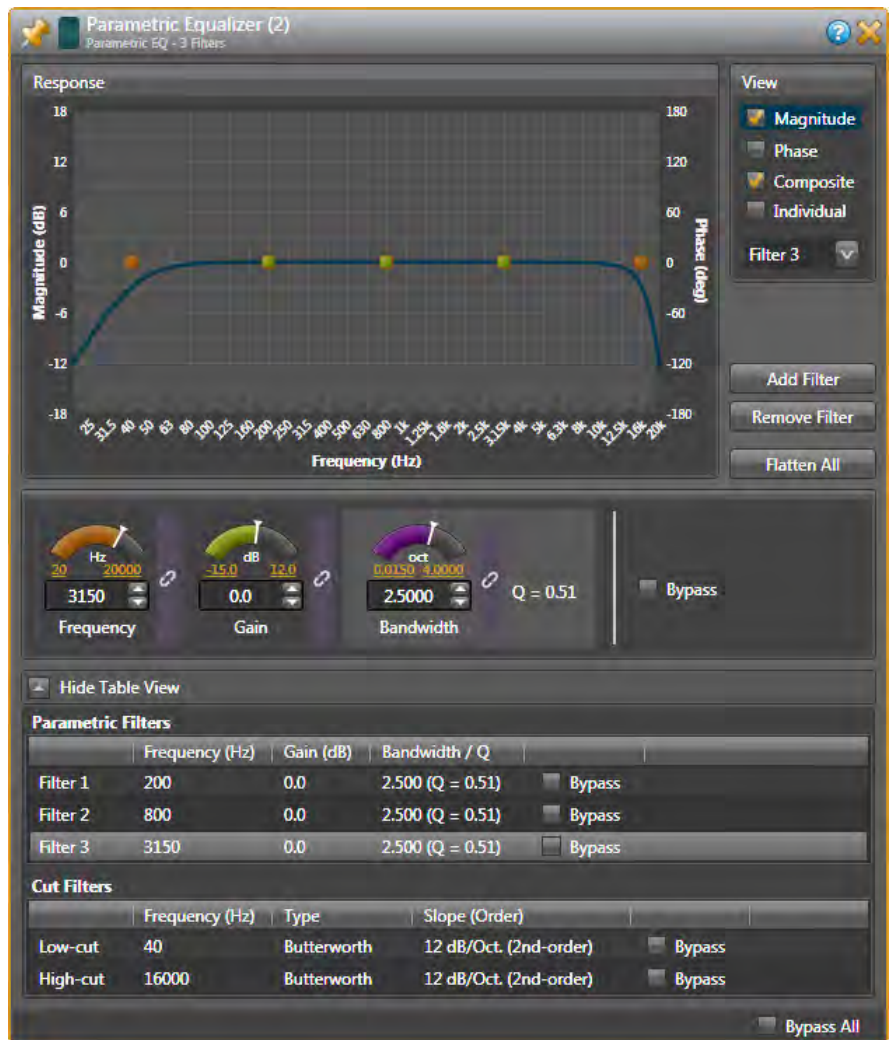 Parametric Equalizer (2)
Parametric EQ - 3 Filters
Response
18
12
6
0
-6
-12
-18
Magnitude (dB)
180
120
60
0
-60
-120
-180
Phase (deg)
25 31.5 40 50 63 80 100 125 160 200 250 315 400 500 630 800 1k 1.25k 1.6k 2k 2.5k 3.15k 4k 5k 6.3k 8k 10k 12.5k 16k 20k
Frequency (Hz)
View
Magnitude
Phase
Composite
Individual
Filter 3
Add Filter
Remove Filter
Flatten All
Hz
20 20000
3150
Frequency
dB
-15.0 12.0
0.0
Gain
oct
0.0150 4.0000
2.5000
Bandwidth
Q = 0.51
Bypass
Hide Table View
Parametric Filters
Frequency (Hz) Gain (dB) Bandwidth / Q
Filter 1 200 0.0 2.500 (Q = 0.51) Bypass
Filter 2 800 0.0 2.500 (Q = 0.51) Bypass
Filter 3 3150 0.0 2.500 (Q = 0.51) Bypass
Cut Filters
Frequency (Hz) Type Slope (Order)
Low-cut 40 Butterworth 12 dB/Oct. (2nd-order) Bypass
High-cut 16000 Butterworth 12 dB/Oct. (2nd-order) Bypass
Bypass All